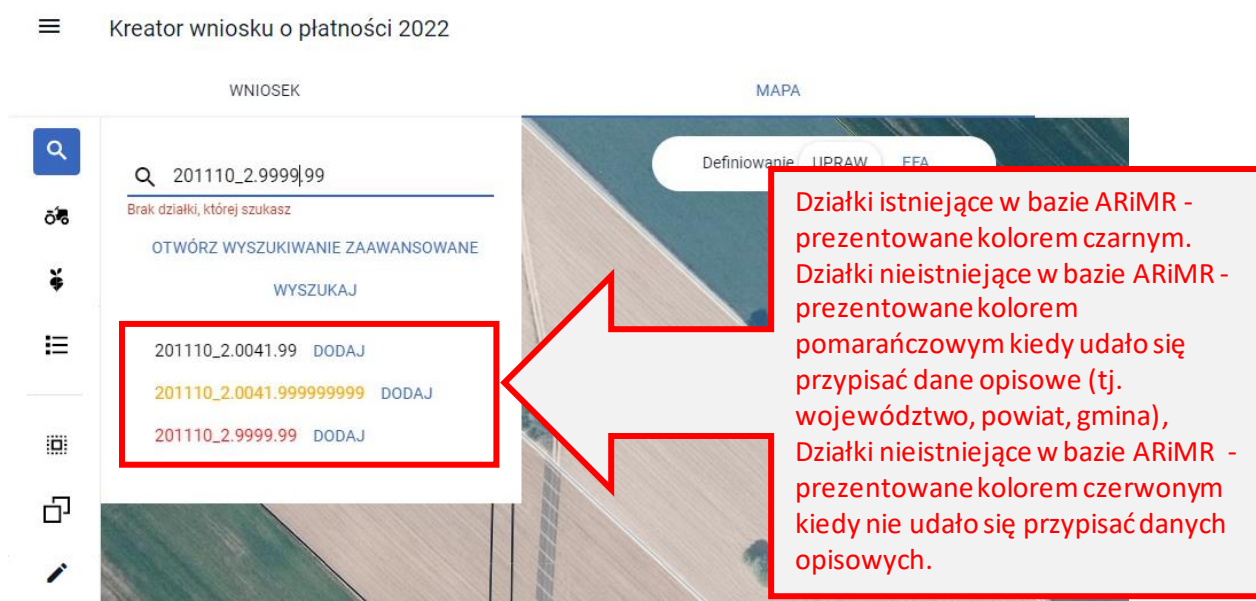 Kreator wniosku o płatności 2022
WNIOSEK
MAPA
201110_2.9999.99
Brak działki, której szukasz
OTWÓRZ WYSZUKIWANIE ZAAWANSOWANE
WYSZUKAJ
201110_2.0041.99 DODAJ
201110_2.0041.999999999 DODAJ
201110_2.9999.99 DODAJ
Definiowanie UPRAW EFA
Działki istniejące w bazie ARiMR -
prezentowane kolorem czarnym.
Działki nieistniejące w bazie ARiMR -
prezentowane kolorem
pomarańczowym kiedy udało się
przypisać dane opisowe (tj.
województwo, powiat, gmina),
Działki nieistniejące w bazie ARiMR -
prezentowane kolorem czerwonym
kiedy nie udało się przypisać danych
opisowych.